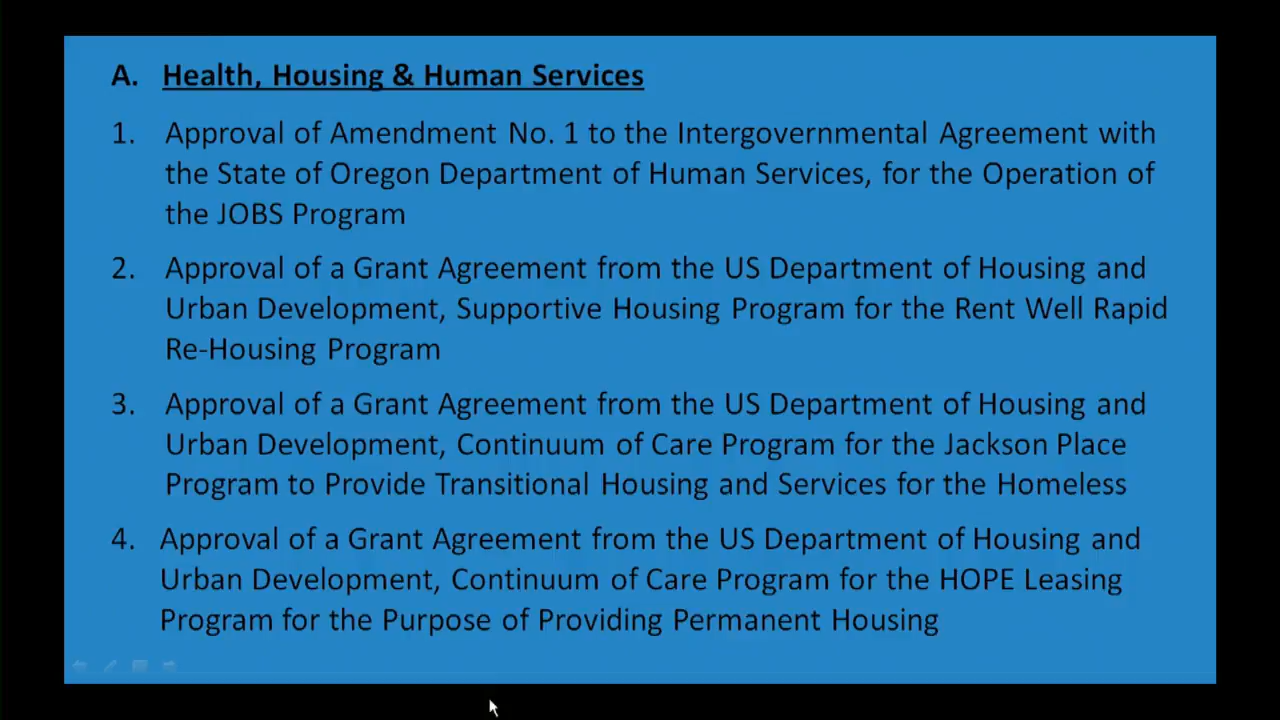 A. Health, Housing & Human Services
1. Approval of Amendment No. 1 to the Intergovernmental Agreement with
the State of Oregon Department of Human Services, for the Operation of
the JOBS Program
2. Approval of a Grant Agreement from the US Department of Housing and
Urban Development, Supportive Housing Program for the Rent Well Rapid
Re-Housing Program
3. Approval of a Grant Agreement from the US Department of Housing and
Urban Development, Continuum of Care Program for the Jackson Place
Program to Provide Transitional Housing and Services for the Homeless
4. Approval of a Grant Agreement from the US Department of Housing and
Urban Development, Continuum of Care Program for the HOPE Leasing
Program for the Purpose of Providing Permanent Housing